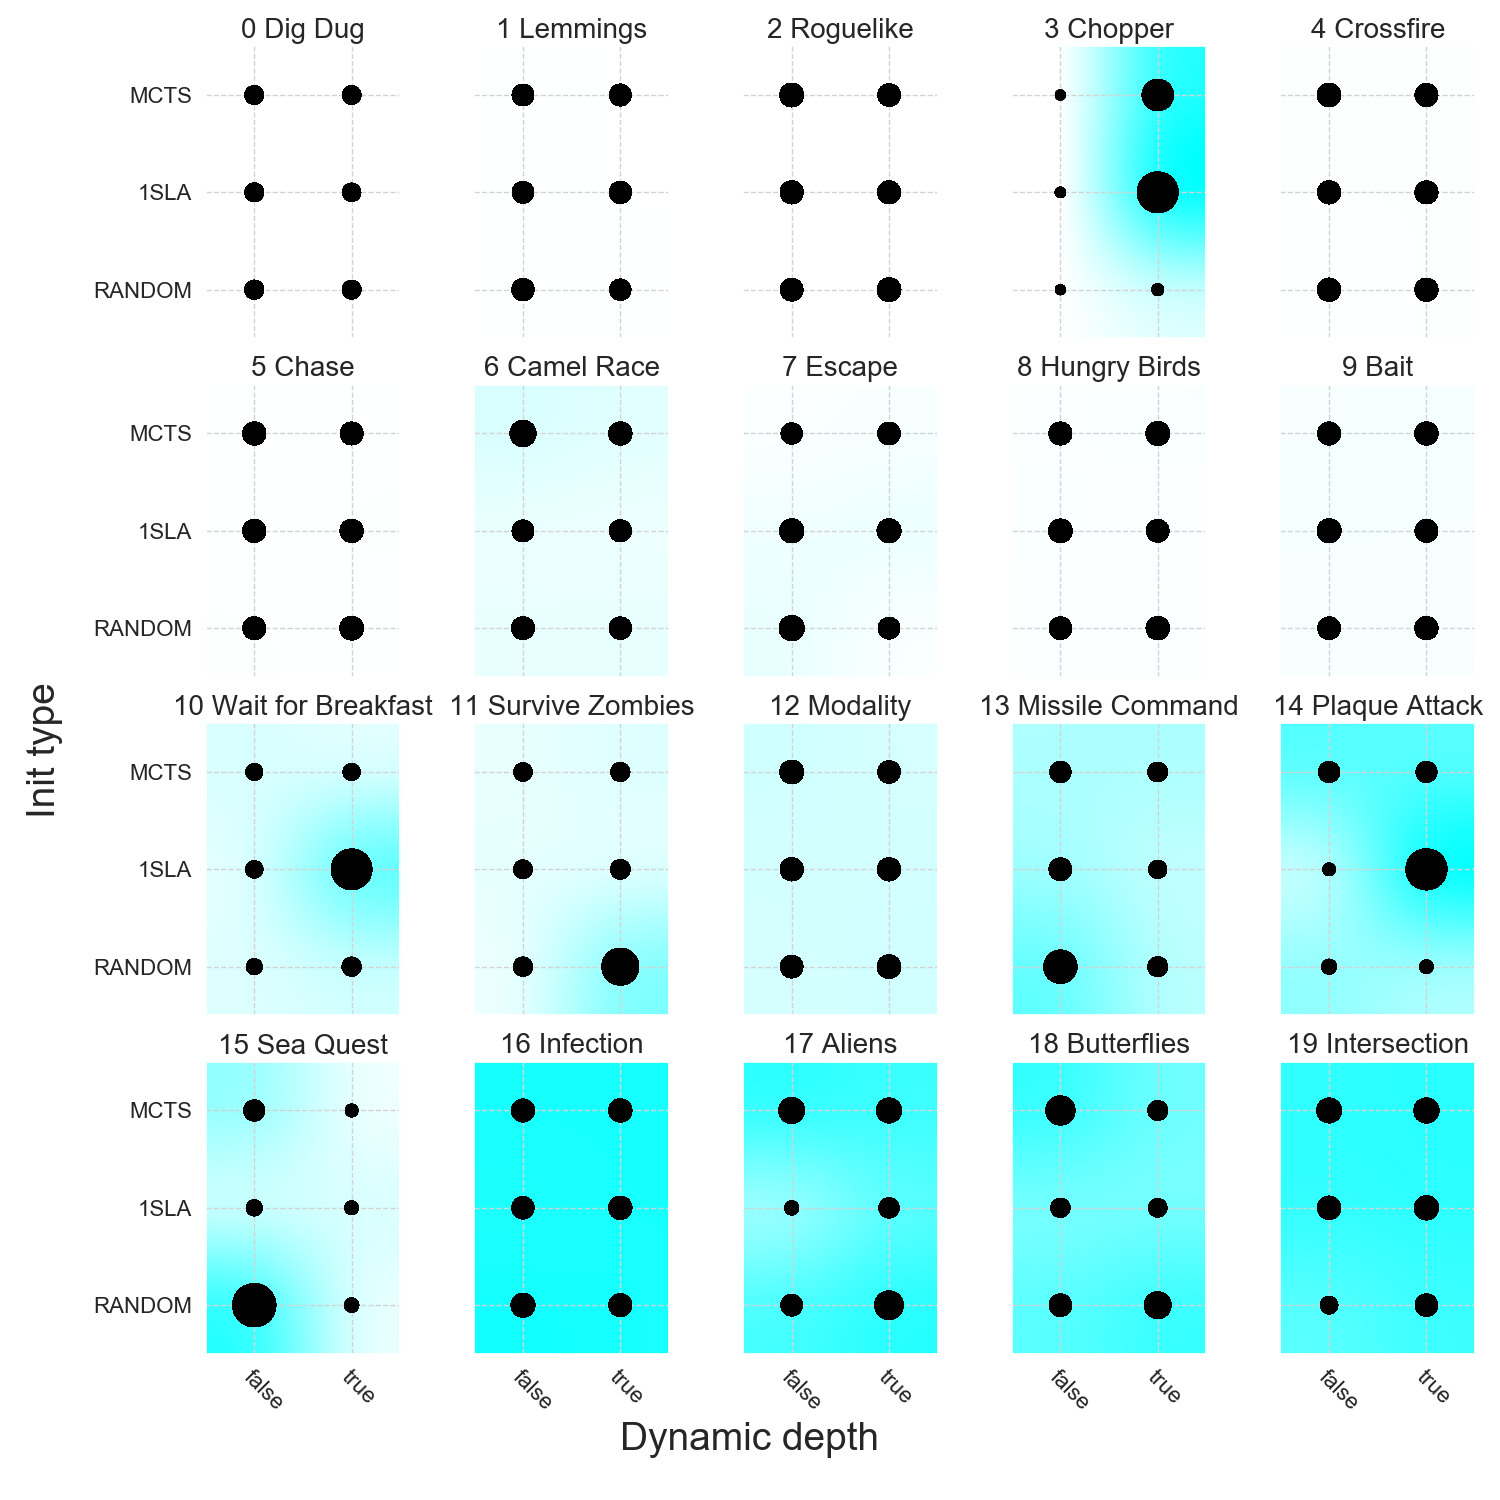 0 Dig Dug
1 Lemmings
2 Roguelike
3 Chopper
4 Crossfire
MCTS
1SLA
RANDOM
5 Chase
6 Camel Race
7 Escape
8 Hungry Birds
9 Bait
MCTS
1SLA
RANDOM
10 Wait for Breakfast
11 Survive Zombies
12 Modality
13 Missile Command
14 Plaque Attack
MCTS
1SLA
RANDOM
15 Sea Quest
16 Infection
17 Aliens
18 Butterflies
19 Intersection
MCTS
1SLA
RANDOM
false
true
false
true
false
true
false
true
false
true
Init type
Dynamic depth